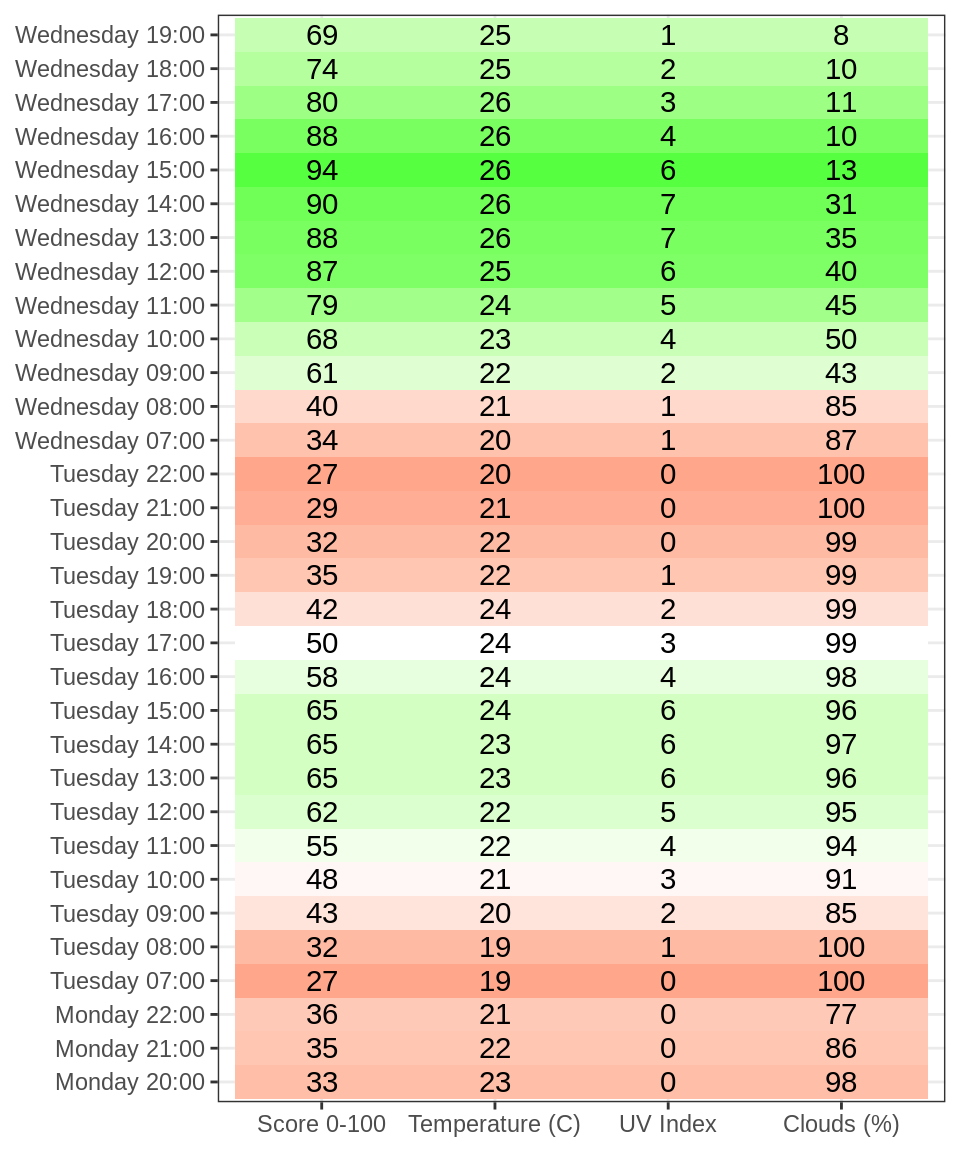 Wednesday 19:00 69 25 1 8
Wednesday 18:00 74 25 2 10
Wednesday 17:00 80 26 3 11
Wednesday 16:00 88 26 4 10
Wednesday 15:00 94 26 6 13
Wednesday 14:00 90 26 7 31
Wednesday 13:00 88 26 7 35
Wednesday 12:00 87 25 6 40
Wednesday 11:00 79 24 5 45
Wednesday 10:00 68 23 4 50
Wednesday 09:00 61 22 2 43
Wednesday 08:00 40 21 1 85
Wednesday 07:00 34 20 1 87
Tuesday 22:00 27 20 0 100
Tuesday 21:00 29 21 0 100
Tuesday 20:00 32 22 0 99
Tuesday 19:00 35 22 1 99
Tuesday 18:00 42 24 2 99
Tuesday 17:00 50 24 3 99
Tuesday 16:00 58 24 4 98
Tuesday 15:00 65 24 6 96
Tuesday 14:00 65 23 6 97
Tuesday 13:00 65 23 6 96
Tuesday 12:00 62 22 5 95
Tuesday 11:00 55 22 4 94
Tuesday 10:00 48 21 3 91
Tuesday 09:00 43 20 2 85
Tuesday 08:00 32 19 1 100
Tuesday 07:00 27 19 0 100
Monday 22:00 36 21 0 77
Monday 21:00 35 22 0 86
Monday 20:00 33 23 0 98
Score 0-100 Temperature (C) UV Index Clouds (%)